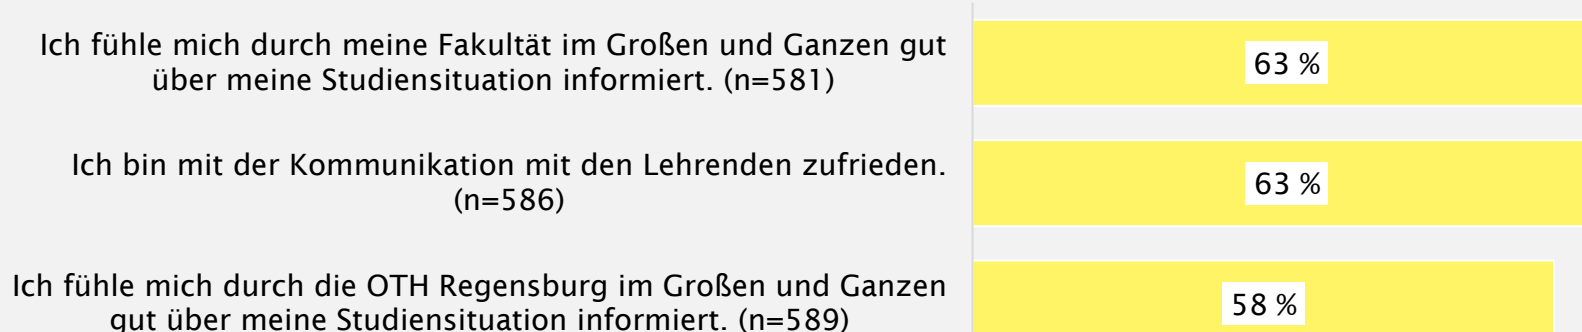 Ich fühle mich durch meine Fakultät im Großen und Ganzen gut
über meine Studiensituation informiert. (n=581)
63 %
Ich bin mit der Kommunikation mit den Lehrenden zufrieden.
(n=586)
63 %
Ich fühle mich durch die OTH Regensburg im Großen und Ganzen
gut über meine Studiensituation informiert. (n=589)
58 %